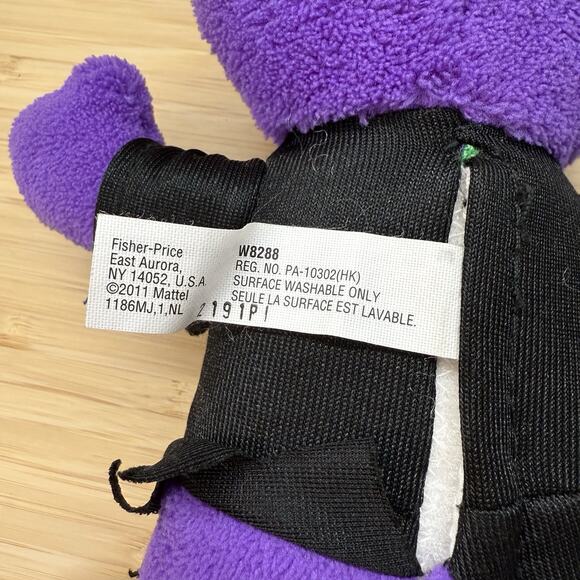 Fisher-Price
East Aurora,
NY 14052, U.S.A.
©2011 Mattel
1186MJ,1,NL
W8288
REG. NO. PA-10302(HK)
SURFACE WASHABLE ONLY
SEULE LA SURFACE EST LAVABLE.
2191PI